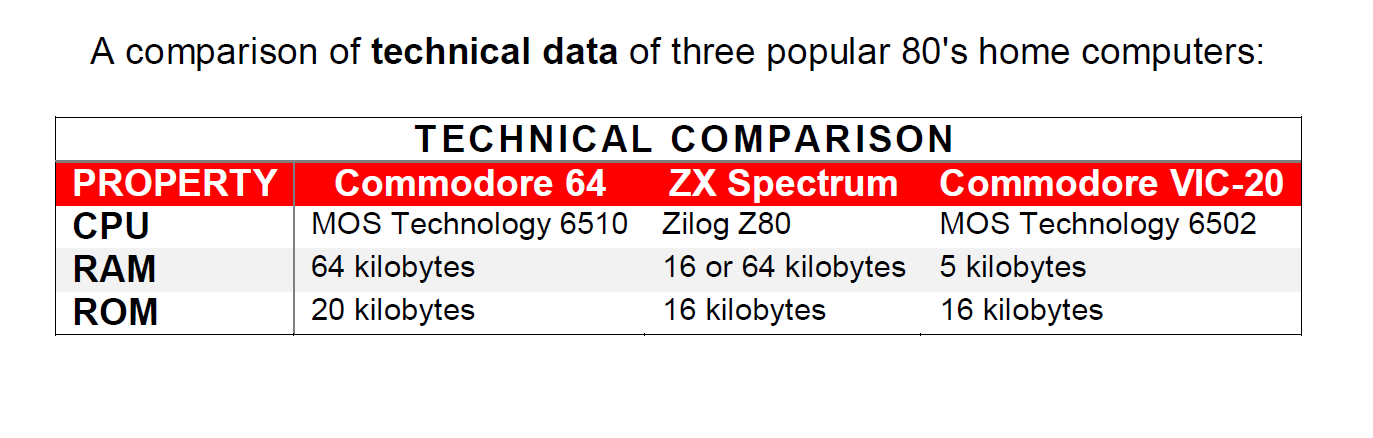 A comparison of technical data of three popular 80's home computers:
TECHNICAL COMPARISON
PROPERTY Commodore 64 ZX Spectrum Commodore VIC-20
CPU MOS Technology 6510 Zilog Z80 MOS Technology 6502
RAM 64 kilobytes 16 or 64 kilobytes 5 kilobytes
ROM 20 kilobytes 16 kilobytes 16 kilobytes